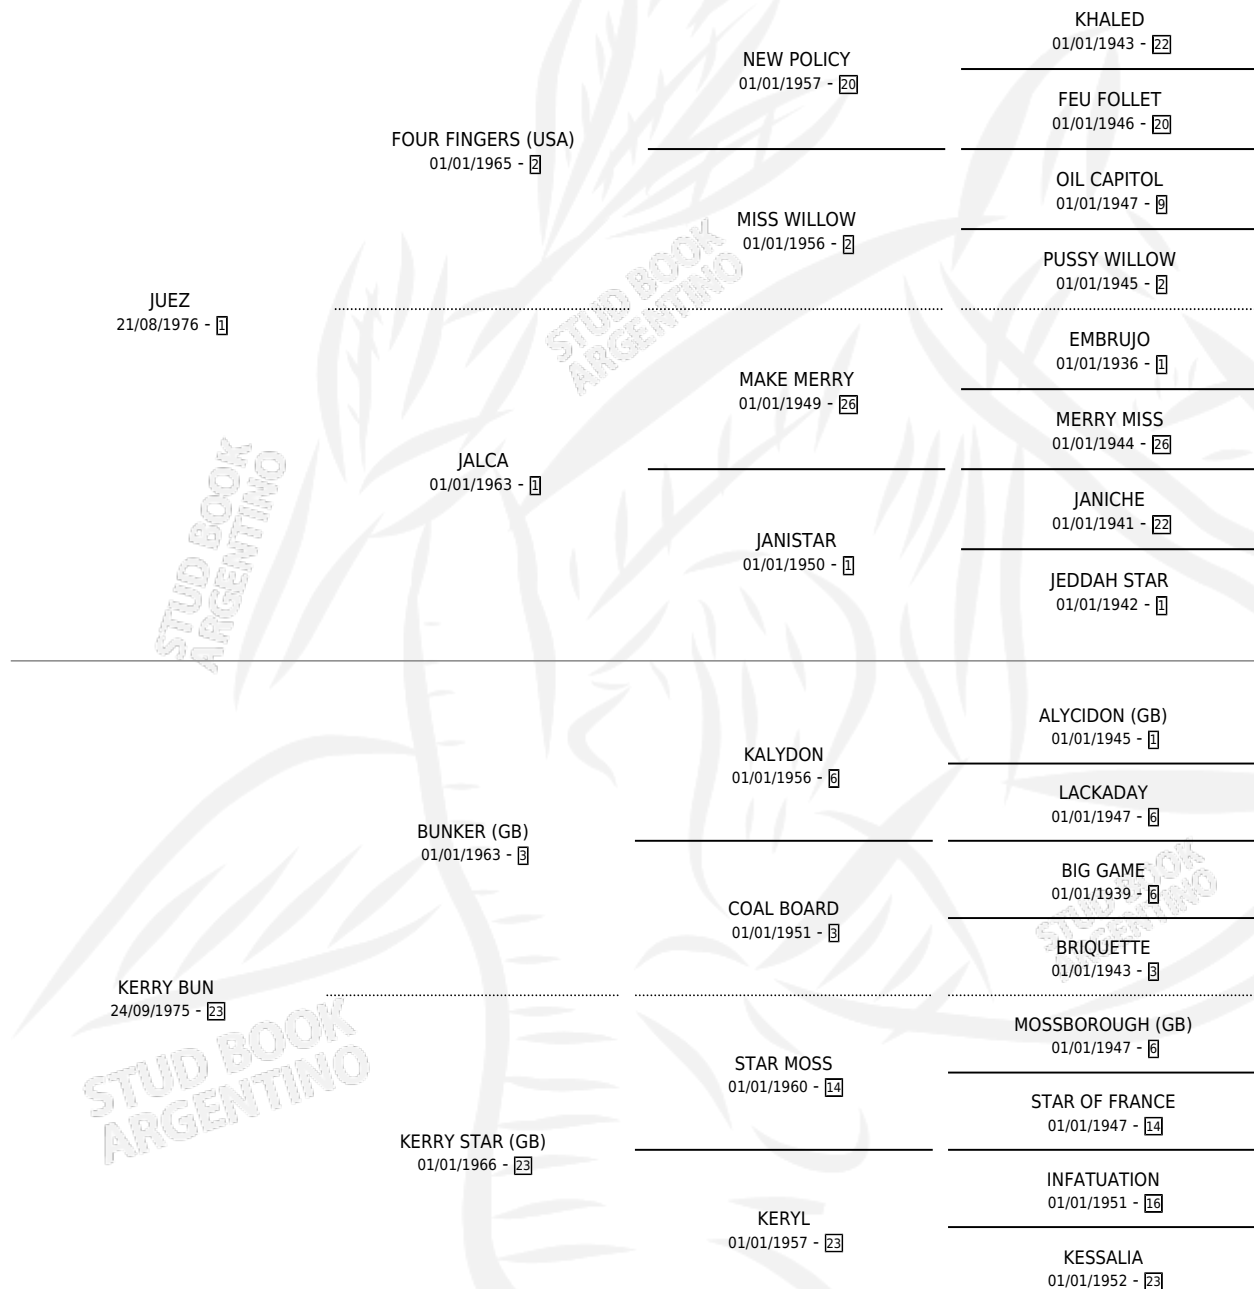 KHALED
01/01/1943 - 22
NEW POLICY
01/01/1957 - 20
FEU FOLLET
01/01/1946 - 20
FOUR FINGERS (USA)
01/01/1965 - 2
OIL CAPITOL
01/01/1947 - 9
MISS WILLOW
01/01/1956 - 2
PUSSY WILLOW
01/01/1945 - 2
JUEZ
21/08/1976 - 1
STUD BOOK
ARGENTINO
EMBRUJO
01/01/1936 - 1
MAKE MERRY
01/01/1949 - 26
MERRY MISS
01/01/1944 - 26
JALCA
01/01/1963 - 1
JANICHE
01/01/1941 - 22
JANISTAR
01/01/1950 - 1
JEDDAH STAR
01/01/1942 - 1
STUD BOOK
ARGENTINO
ALYCIDON (GB)
01/01/1945 - 1
KALYDON
01/01/1956 - 6
LACKADAY
01/01/1947 - 6
BUNKER (GB)
01/01/1963 - 3
BIG GAME
01/01/1939 - 6
COAL BOARD
01/01/1951 - 3
STUD BOOK
ARGENTINO
BRIQUETTE
01/01/1943 - 3
KERRY BUN
24/09/1975 - 23
STUD BOOK
ARGENTINO
MOSSBOROUGH (GB)
01/01/1947 - 6
STAR MOSS
01/01/1960 - 14
STAR OF FRANCE
01/01/1947 - 14
KERRY STAR (GB)
01/01/1966 - 23
INFATUATION
01/01/1951 - 16
KERYL
01/01/1957 - 23
KESSALIA
01/01/1952 - 23